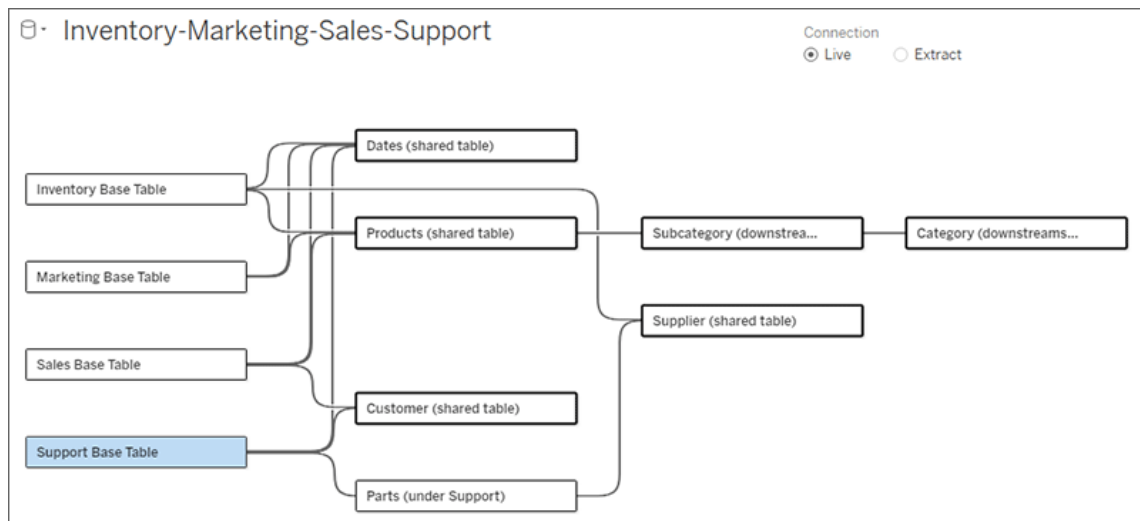 Inventory-Marketing-Sales-Support
Connection
Live
Extract
Dates (shared table)
Inventory Base Table
Products (shared table)
Subcategory (downstrea...
Category (downstreams...
Marketing Base Table
Supplier (shared table)
Sales Base Table
Customer (shared table)
Support Base Table
Parts (under Support)